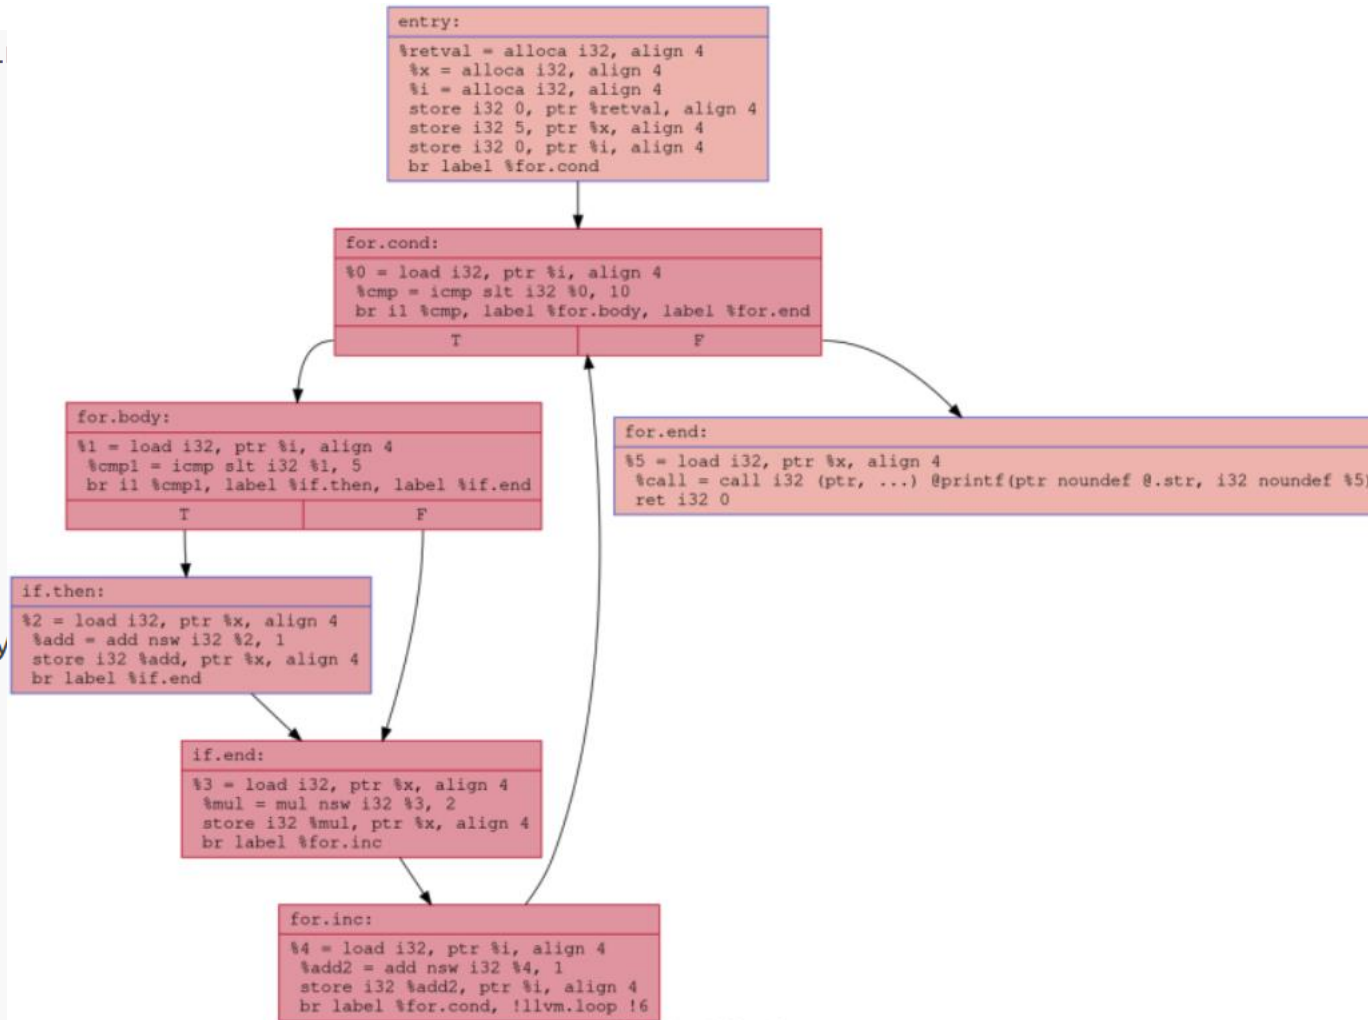 entry:
%retval = alloca i32, align 4
%x = alloca i32, align 4
%i = alloca i32, align 4
store i32 0, ptr %retval, align 4
store i32 5, ptr %x, align 4
store i32 0, ptr %i, align 4
br label %for.cond
for.cond:
%0 = load i32, ptr %i, align 4
%cmp = icmp slt i32 %0, 10
br i1 %cmp, label %for.body, label %for.end
T F
for.body:
%1 = load i32, ptr %i, align 4
%cmp1 = icmp slt i32 %1, 5
br i1 %cmp1, label %if.then, label %if.end
T F
for.end:
%5 = load i32, ptr %x, align 4
%call = call i32 (ptr, ...) @printf(ptr noundef @.str, i32 noundef %5)
ret i32 0
if.then:
%2 = load i32, ptr %x, align 4
%add = add nsw i32 %2, 1
store i32 %add, ptr %x, align 4
br label %if.end
if.end:
%3 = load i32, ptr %x, align 4
%mul = mul nsw i32 %3, 2
store i32 %mul, ptr %x, align 4
br label %for.inc
for.inc:
%4 = load i32, ptr %i, align 4
%add2 = add nsw i32 %4, 1
store i32 %add2, ptr %i, align 4
br label %for.cond, !llvm.loop !6